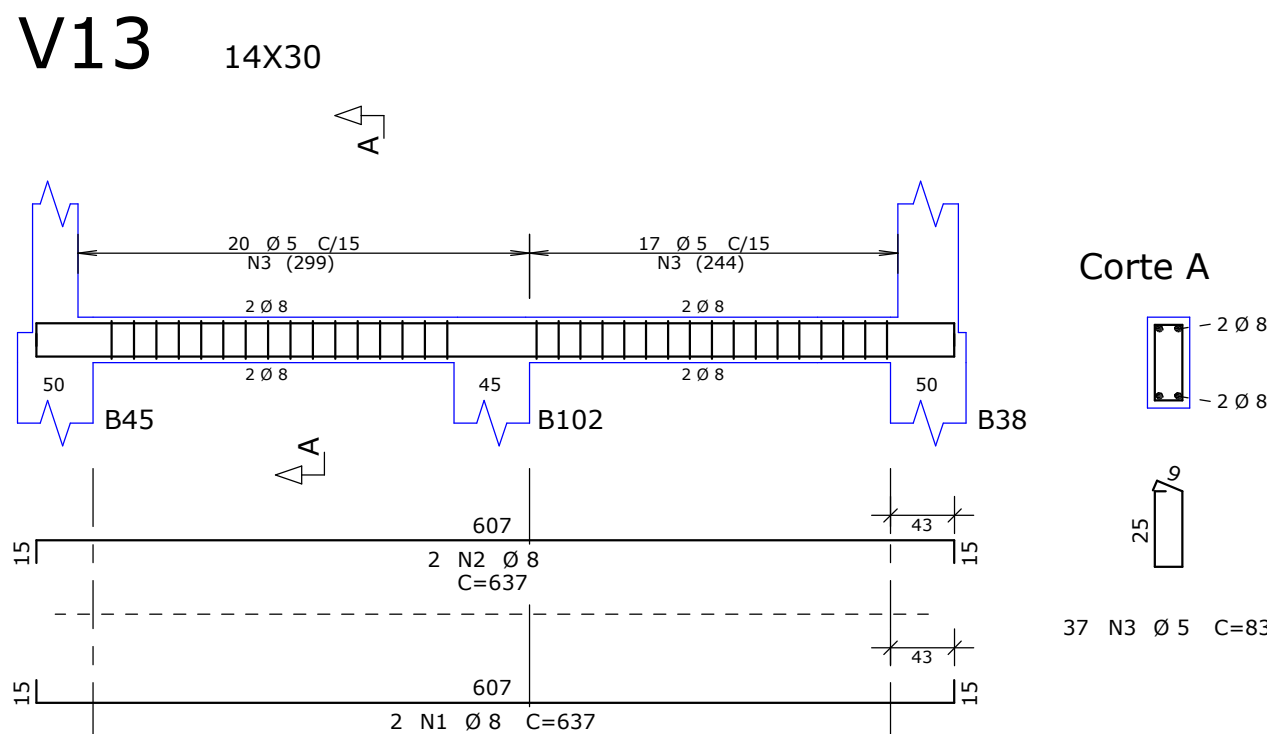 V13 14X30
A
20 Ø 5 C/15
N3 (299)
17 Ø 5 C/15
N3 (244)
Corte A
2 Ø 8
2 Ø 8
2 Ø 8
2 Ø 8
2 Ø 8
2 Ø 8
50
45
50
B45
B102
B38
A
9
25
37 N3 Ø 5 C=83
607
43
15
15
2 N2 Ø 8
C=637
43
607
15
15
2 N1 Ø 8 C=637